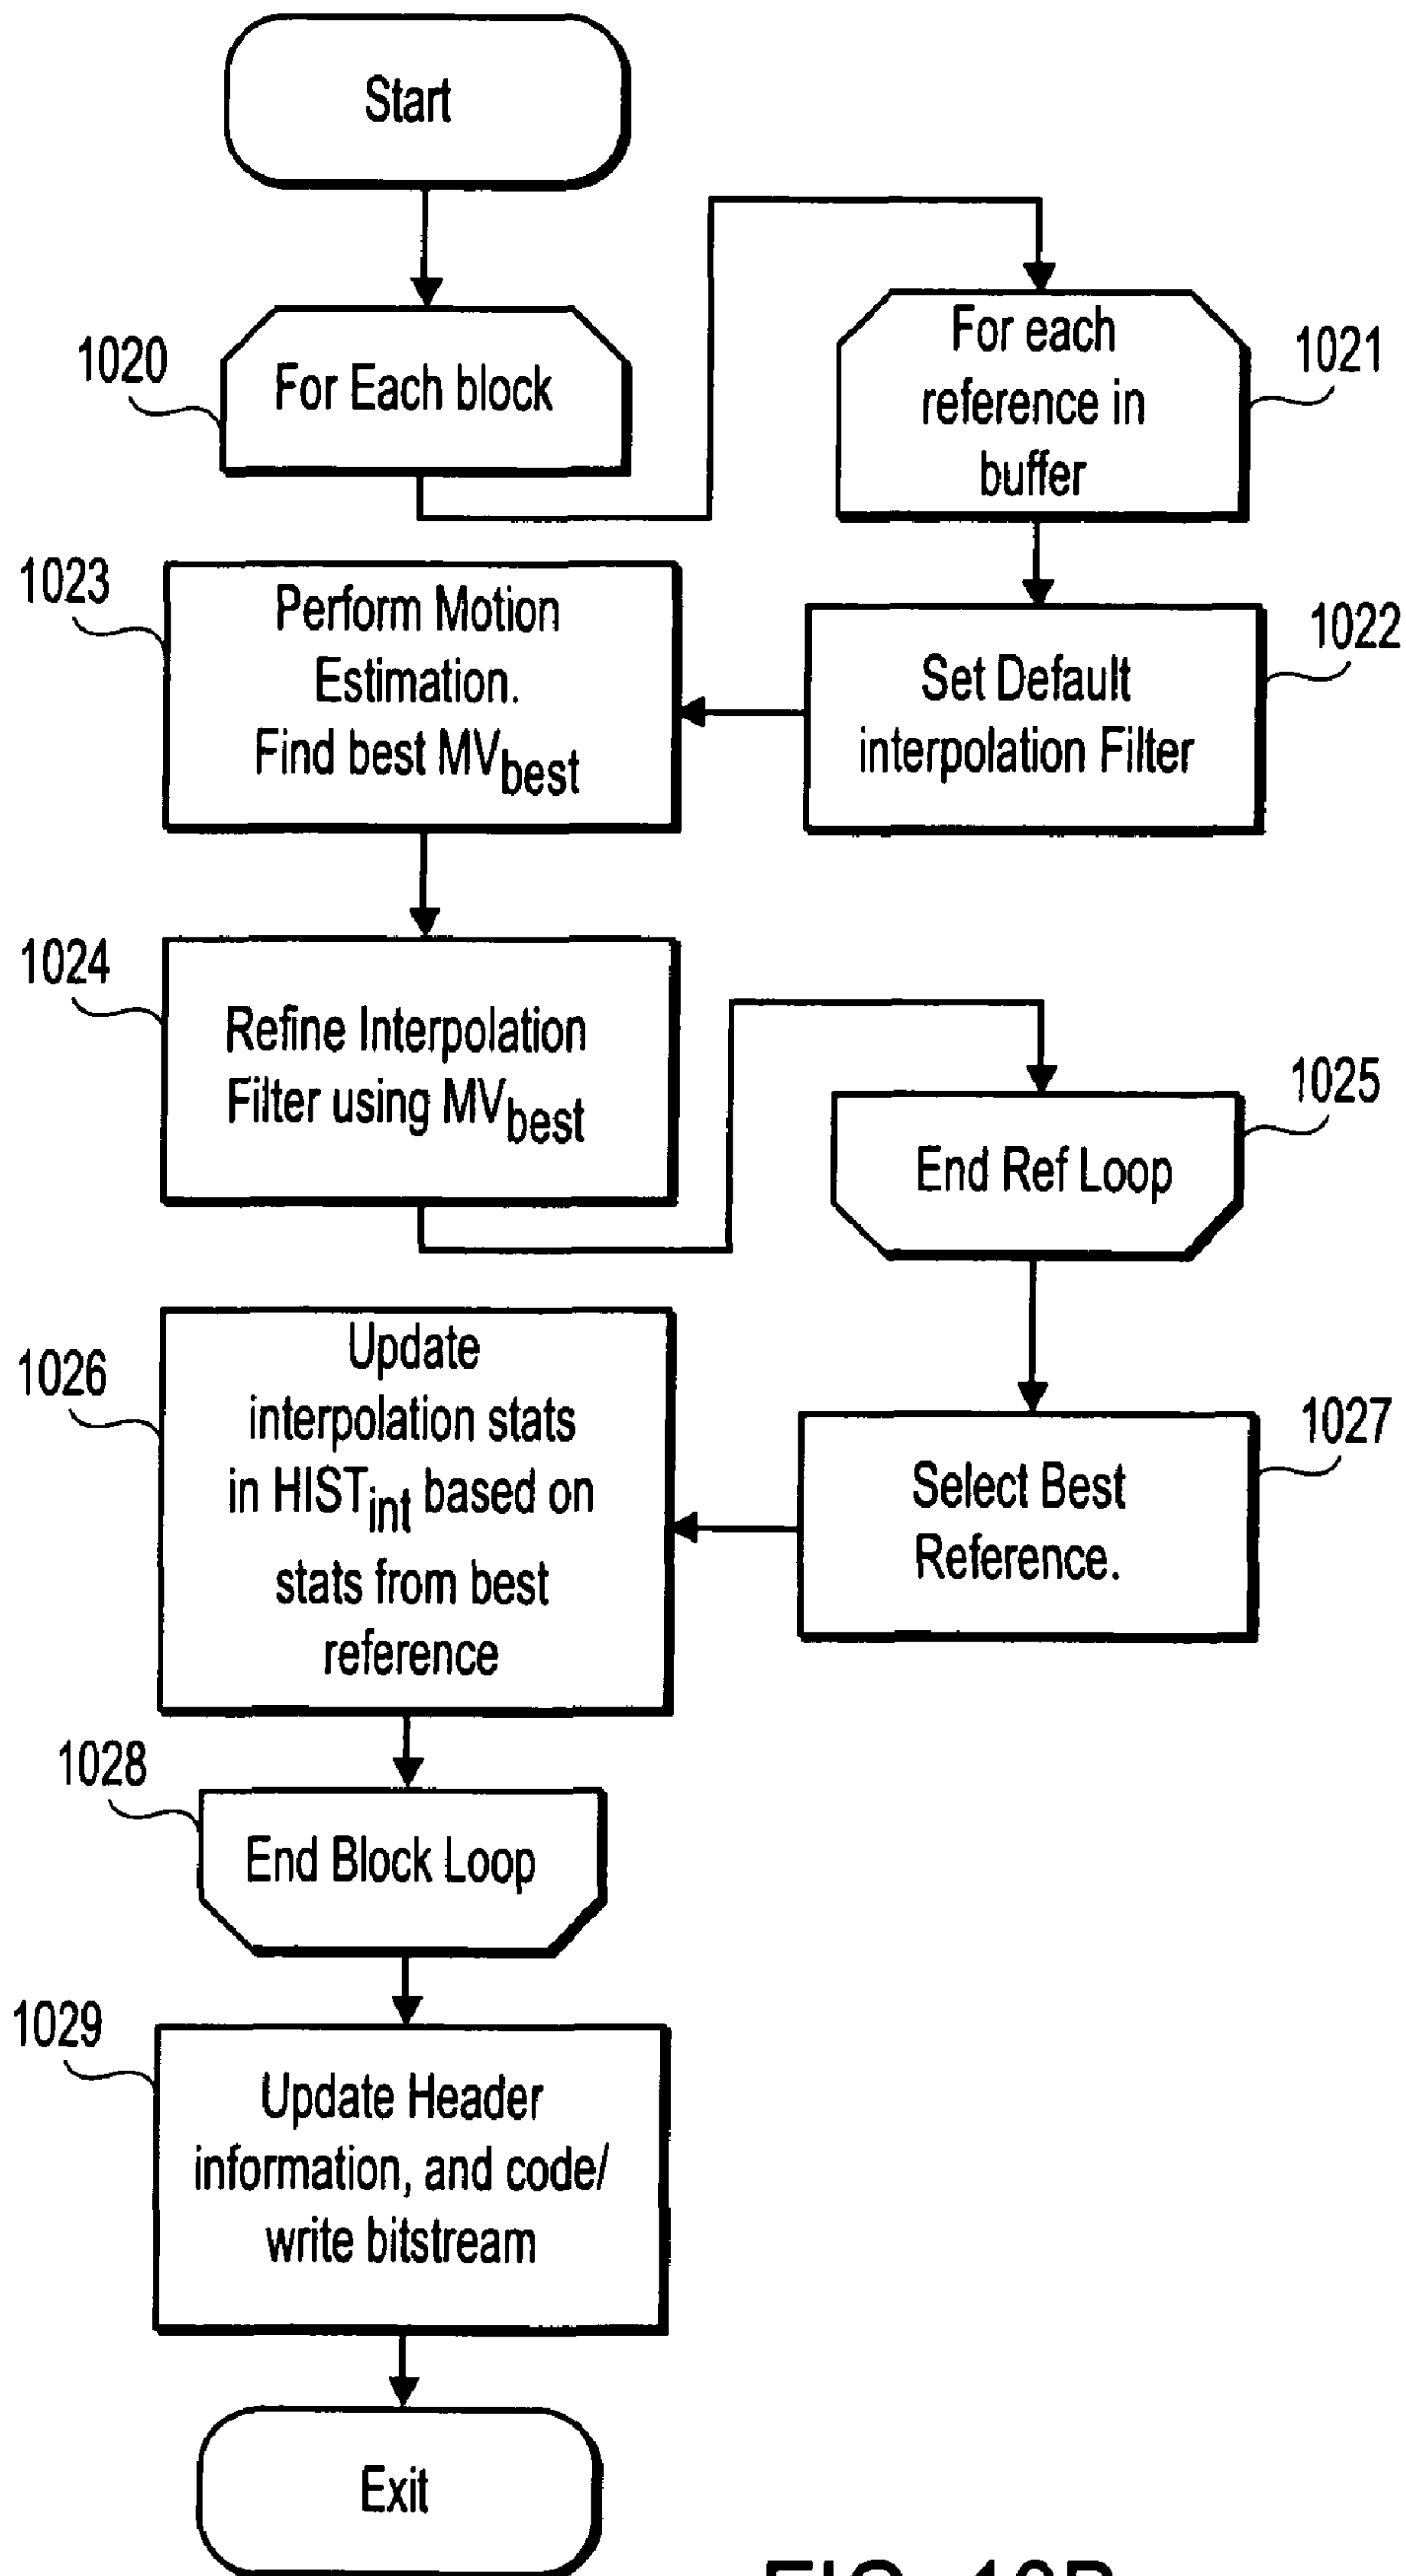 Start
1020
For Each block
For each
reference in
buffer
1021
1022
Set Default
interpolation Filter
1023
Perform Motion
Estimation.
Find best MVbest
1024
Refine Interpolation
Filter using MVbest
1025
End Ref Loop
1027
Select Best
Reference.
1026
Update
interpolation stats
in HISTint based on
stats from best
reference
1028
End Block Loop
1029
Update Header
information, and code/
write bitstream
Exit
FIG.